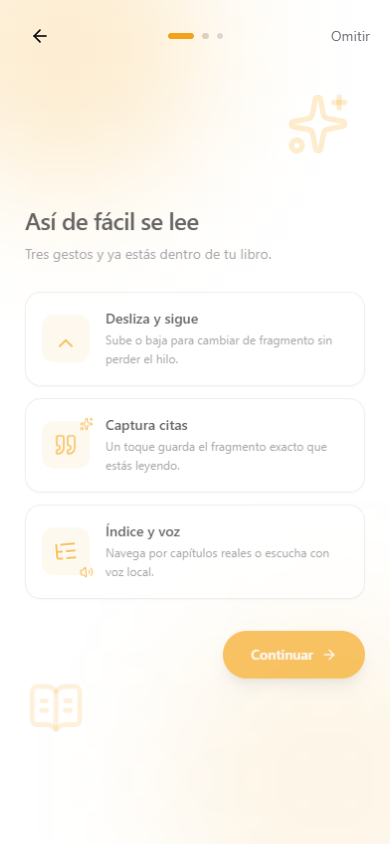 Omitir
Así de fácil se lee
Tres gestos y ya estás dentro de tu libro.
Desliza y sigue
Sube o baja para cambiar de fragmento sin
perder el hilo.
Captura citas
Un toque guarda el fragmento exacto que
estás leyendo.
Índice y voz
Navega por capítulos reales o escucha con
voz local.
Continuar